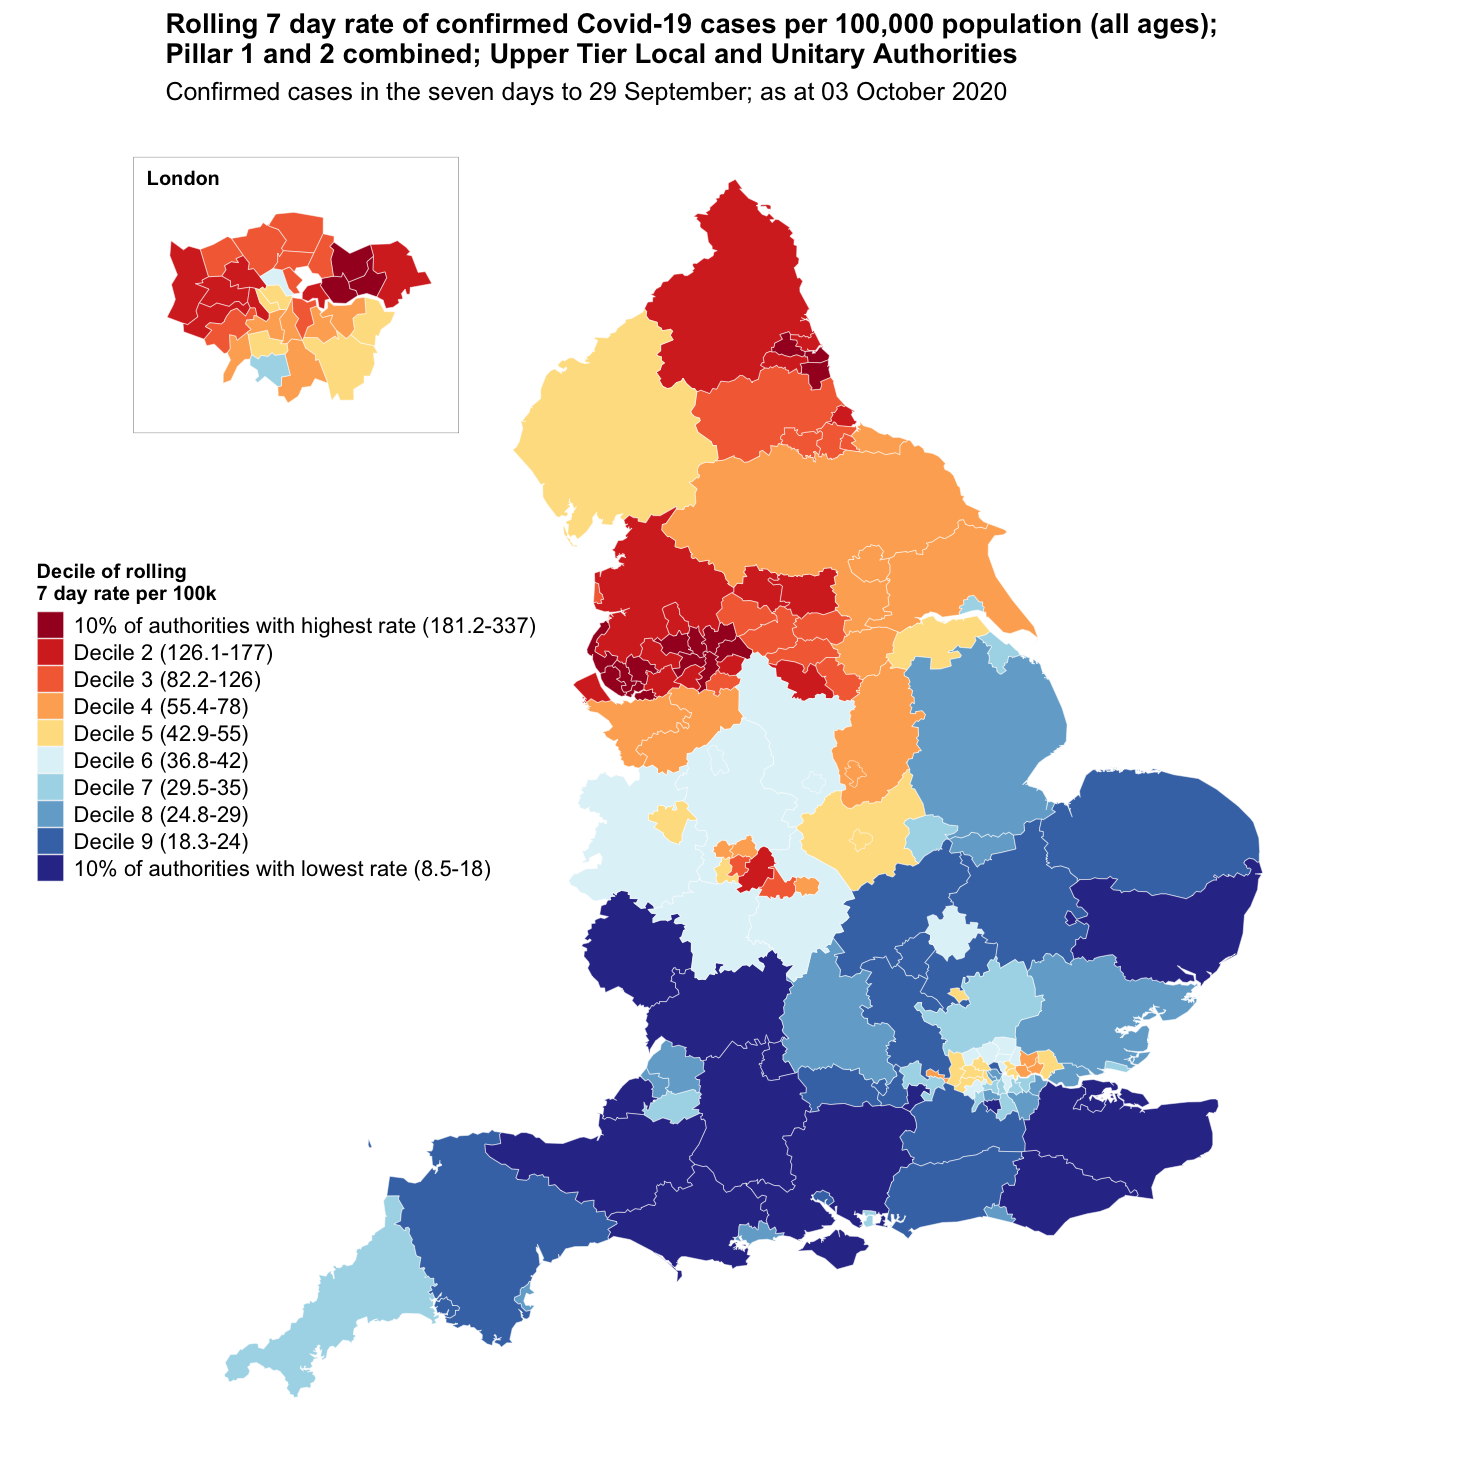 Rolling 7 day rate of confirmed Covid-19 cases per 100,000 population (all ages);
Pillar 1 and 2 combined; Upper Tier Local and Unitary Authorities
Confirmed cases in the seven days to 29 September; as at 03 October 2020
London
Decile of rolling
7 day rate per 100k
10% of authorities with highest rate (181.2-337)
Decile 2 (126.1-177)
Decile 3 (82.2-126)
Decile 4 (55.4-78)
Decile 5 (42.9-55)
Decile 6 (36.8-42)
Decile 7 (29.5-35)
Decile 8 (24.8-29)
Decile 9 (18.3-24)
10% of authorities with lowest rate (8.5-18)